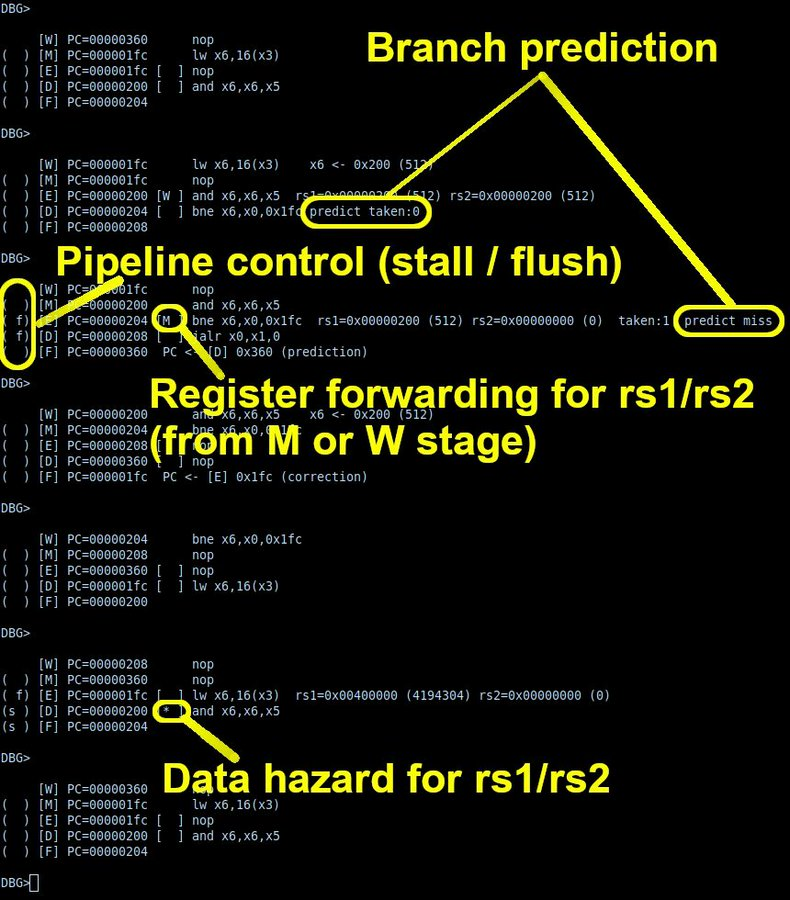 DBG>
[W] PC=00000360 nop
( ) [M] PC=000001fc lw x6,16(x3)
( ) [E] PC=000001fc [ ] nop
( ) [D] PC=00000200 [ ] and x6,x6,x5
( ) [F] PC=00000204
Branch prediction
DBG>
[W] PC=000001fc lw x6,16(x3) x6 <- 0x200 (512)
( ) [M] PC=000001fc nop
( ) [E] PC=00000200 [W ] and x6,x6,x5 rs1=0x00000200 (512) rs2=0x00000200 (512)
( ) [D] PC=00000204 [ ] bne x6,x0,0x1fc predict taken:0
( ) [F] PC=00000208
DBG>
Pipeline control (stall / flush)
[W] PC=000001fc nop
( ) [M] PC=00000200 and x6,x6,x5
( f) [E] PC=00000204 [M ] bne x6,x0,0x1fc rs1=0x00000200 (512) rs2=0x00000000 (0) taken:1 predict miss
( f) [D] PC=00000208 [ ] jalr x0,x1,0
( ) [F] PC=00000360 PC <- [D] 0x360 (prediction)
DBG>
Register forwarding for rs1/rs2
(from M or W stage)
[W] PC=00000200 and x6,x6,x5 x6 <- 0x200 (512)
( ) [M] PC=00000204 bne x6,x0,0x1fc
( ) [E] PC=00000208 [ ] nop
( ) [D] PC=00000360 [ ] nop
( ) [F] PC=000001fc PC <- [E] 0x1fc (correction)
DBG>
[W] PC=00000204 bne x6,x0,0x1fc
( ) [M] PC=00000208 nop
( ) [E] PC=00000360 [ ] nop
( ) [D] PC=000001fc [ ] lw x6,16(x3)
( ) [F] PC=00000200
DBG>
[W] PC=00000208 nop
( ) [M] PC=00000360 nop
( f) [E] PC=000001fc [ ] lw x6,16(x3) rs1=0x00400000 (4194304) rs2=0x00000000 (0)
(s ) [D] PC=00000200 [* ] and x6,x6,x5
(s ) [F] PC=00000204
DBG>
Data hazard for rs1/rs2
[W] PC=00000360 nop
( ) [M] PC=000001fc lw x6,16(x3)
( ) [E] PC=000001fc [ ] nop
( ) [D] PC=00000200 [ ] and x6,x6,x5
( ) [F] PC=00000204
DBG>